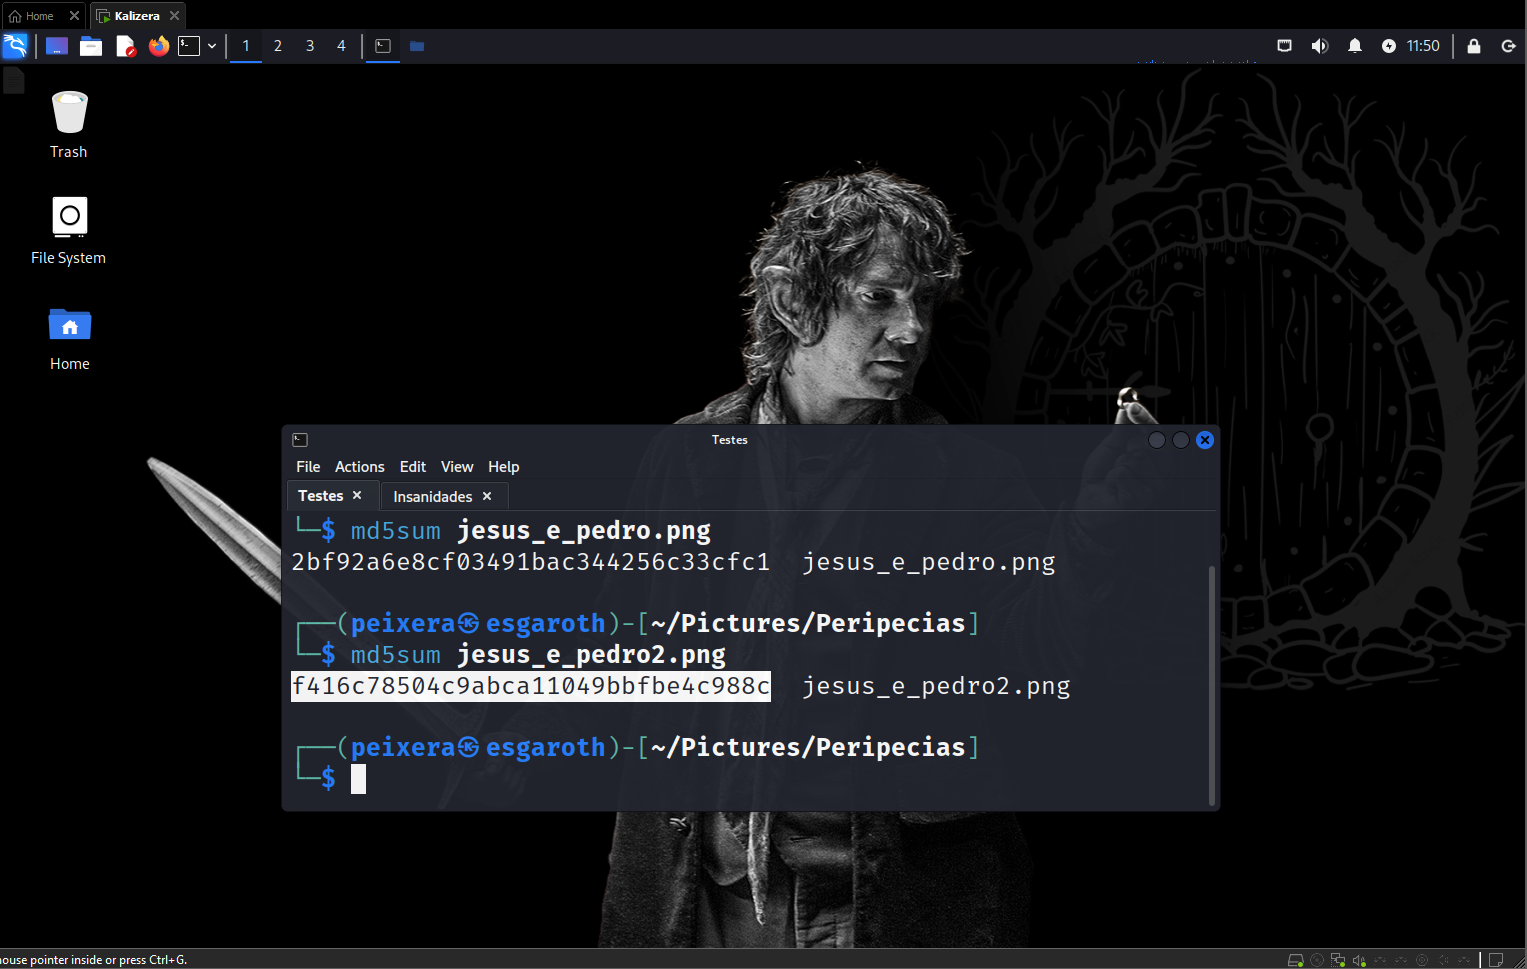 Home
Kalizera
1 2 3 4
11:50
Trash
File System
Home
Testes
File Actions Edit View Help
Testes Insanidades
└─$ md5sum jesus_e_pedro.png
2bf92a6e8cf03491bac344256c33cfc1  jesus_e_pedro.png
┌──(peixera㉿esgaroth)-[~/Pictures/Peripecias]
└─$ md5sum jesus_e_pedro2.png
f416c78504c9abca11049bbfbe4c988c  jesus_e_pedro2.png
┌──(peixera㉿esgaroth)-[~/Pictures/Peripecias]
└─$
mouse pointer inside or press Ctrl+G.